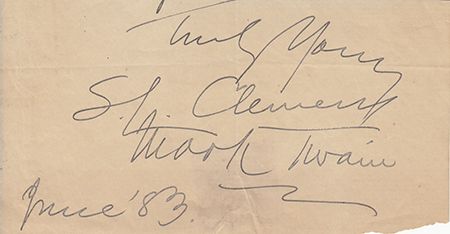 Truly Yours
S. L. Clemens
Mark Twain
June '83.